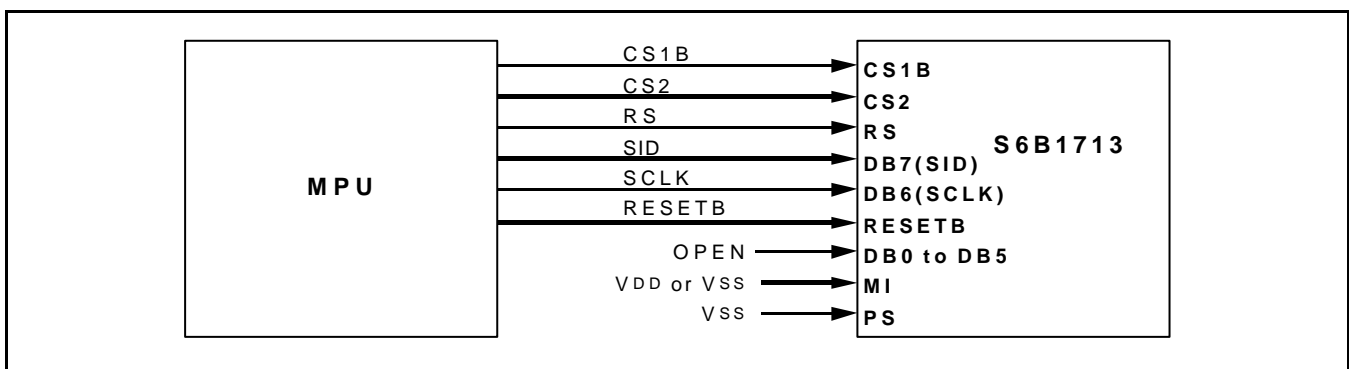 MPU
CS1B
CS2
RS
SID
SCLK
RESETB
OPEN
VDD or VSS
VSS
CS1B
CS2
RS
DB7(SID)
DB6(SCLK)
RESETB
DB0 to DB5
MI
PS
S6B1713